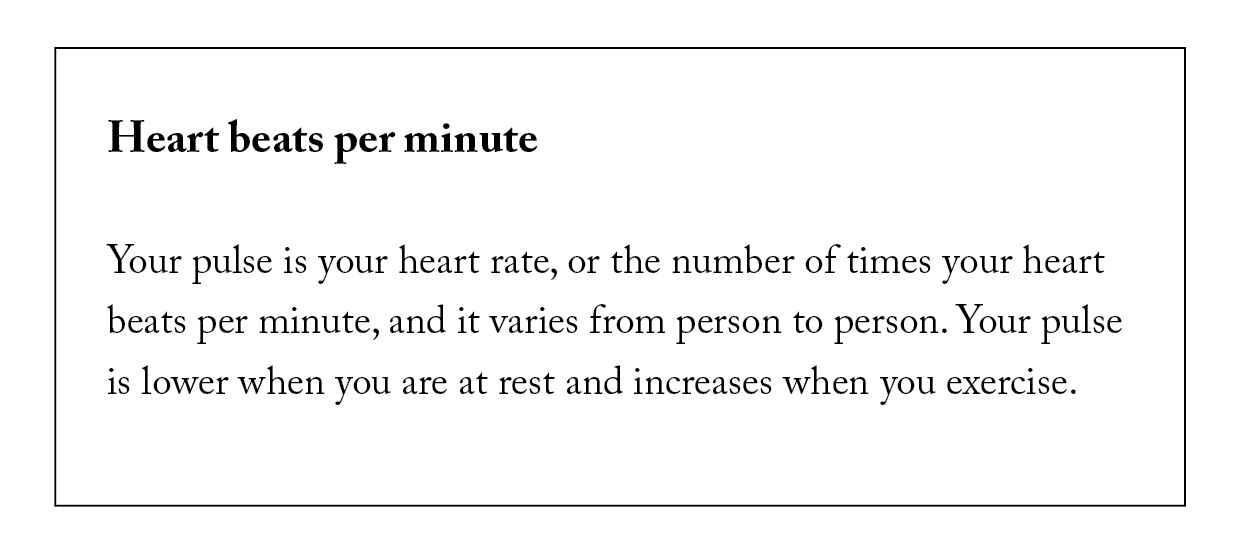 Heart beats per minute
Your pulse is your heart rate, or the number of times your heart
beats per minute, and it varies from person to person. Your pulse
is lower when you are at rest and increases when you exercise.